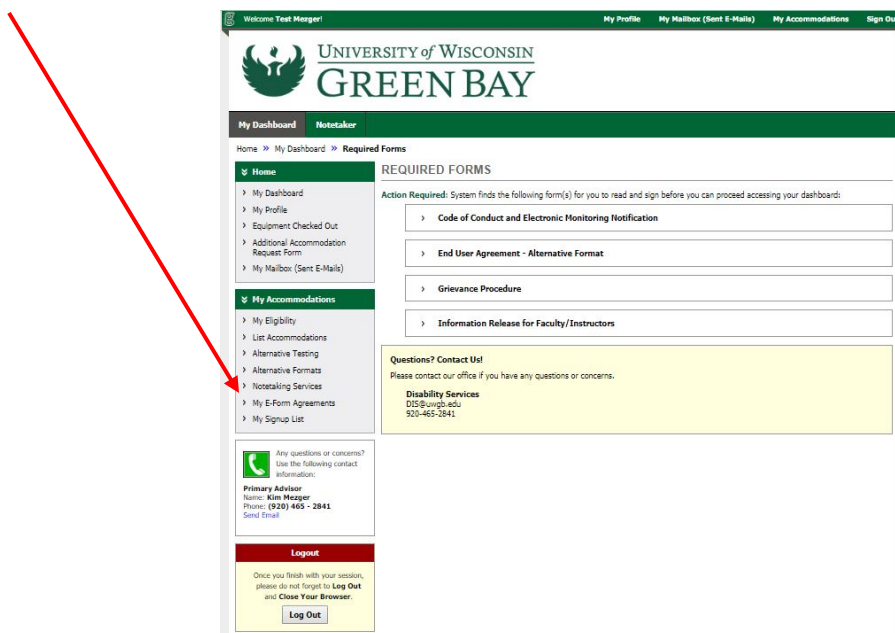 Welcome Test Mezger!
My Profile My Mailbox (Sent E-Mails) My Accommodations Sign Ou
UNIVERSITY of WISCONSIN
GREEN BAY
My Dashboard Notetaker
Home » My Dashboard » Required Forms
Home
My Dashboard
My Profile
Equipment Checked Out
Additional Accommodation
Request Form
My Mailbox (Sent E-Mails)
My Accommodations
My Eligibility
List Accommodations
Alternative Testing
Alternative Formats
Notetaking Services
My E-Form Agreements
My Signup List
Any questions or concerns?
Use the following contact
information:
Primary Advisor
Name: Kim Mezger
Phone: (920) 465 - 2841
Send Email
Logout
Once you finish with your session,
please do not forget to Log Out
and Close Your Browser.
Log Out
REQUIRED FORMS
Action Required: System finds the following form(s) for you to read and sign before you can proceed accessing your dashboard:
Code of Conduct and Electronic Monitoring Notification
End User Agreement - Alternative Format
Grievance Procedure
Information Release for Faculty/Instructors
Questions? Contact Us!
Please contact our office if you have any questions or concerns.
Disability Services
DIS@uwgb.edu
920-465-2841